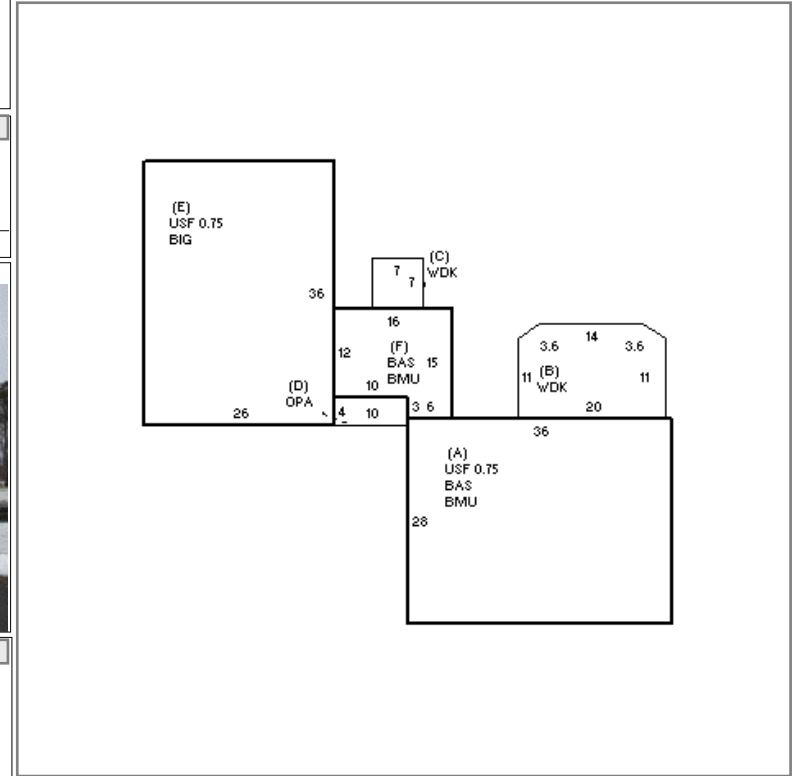 (E)
USF 0.75
BIG
36
26
(D)
OPA
(C)
WDK
7
7
16
12
(F)
BAS
BMU
15
10
4
10
3 6
14
3.6
3.6
11
(B)
WDK
11
20
36
(A)
USF 0.75
BAS
BMU
28